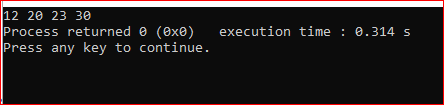 12 20 23 30
Process returned 0 (0x0)   execution time : 0.314 s
Press any key to continue.